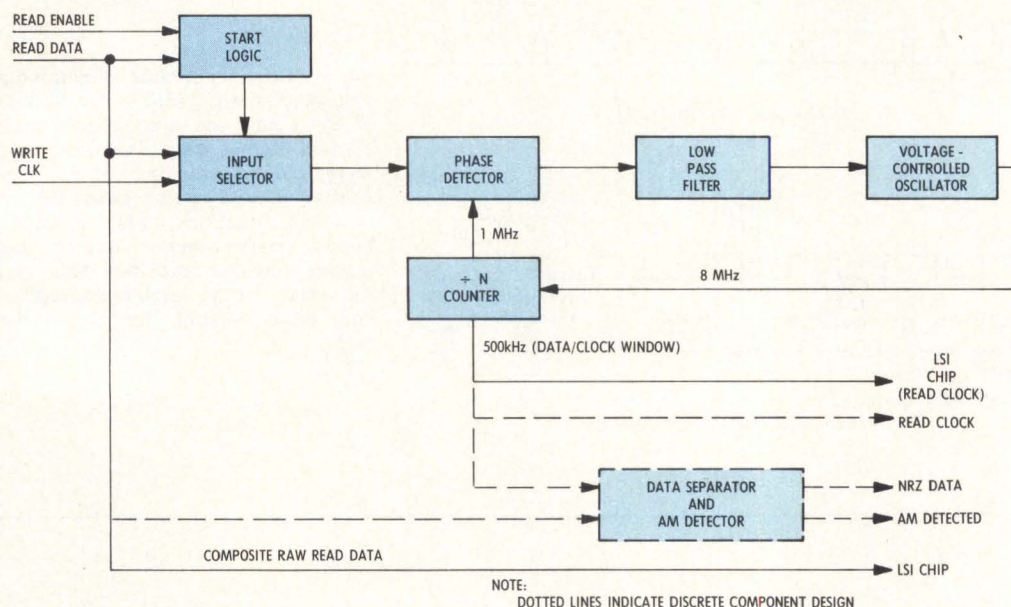 READ ENABLE
READ DATA
START
LOGIC
WRITE
CLK
INPUT
SELECTOR
PHASE
DETECTOR
LOW
PASS
FILTER
VOLTAGE -
CONTROLLED
OSCILLATOR
1 MHz
÷ N
COUNTER
8 MHz
500kHz (DATA/CLOCK WINDOW)
LSI
CHIP
(READ CLOCK)
READ CLOCK
DATA SEPARATOR
AND
AM DETECTOR
NRZ DATA
AM DETECTED
COMPOSITE RAW READ DATA
LSI CHIP
NOTE:
DOTTED LINES INDICATE DISCRETE COMPONENT DESIGN